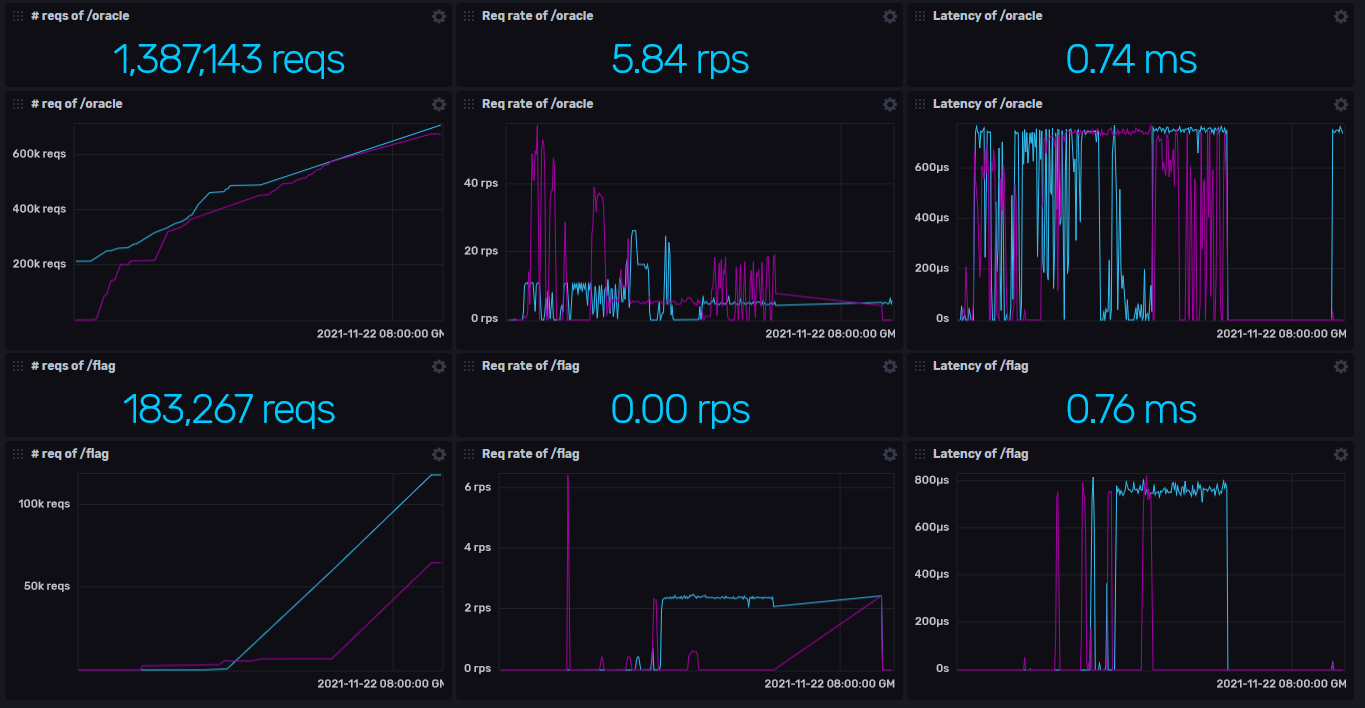 # reqs of /oracle
Req rate of /oracle
Latency of /oracle
1,387,143 reqs
5.84 rps
0.74 ms
# req of /oracle
600k reqs
400k reqs
200k reqs
2021-11-22 08:00:00 GM
Req rate of /oracle
40 rps
20 rps
0 rps
2021-11-22 08:00:00 GM
Latency of /oracle
600µs
400µs
200µs
0s
2021-11-22 08:00:00 GM
# reqs of /flag
Req rate of /flag
Latency of /flag
183,267 reqs
0.00 rps
0.76 ms
# req of /flag
100k reqs
50k reqs
2021-11-22 08:00:00 GM
Req rate of /flag
6 rps
4 rps
2 rps
0 rps
2021-11-22 08:00:00 GM
Latency of /flag
800µs
600µs
400µs
200µs
0s
2021-11-22 08:00:00 GM